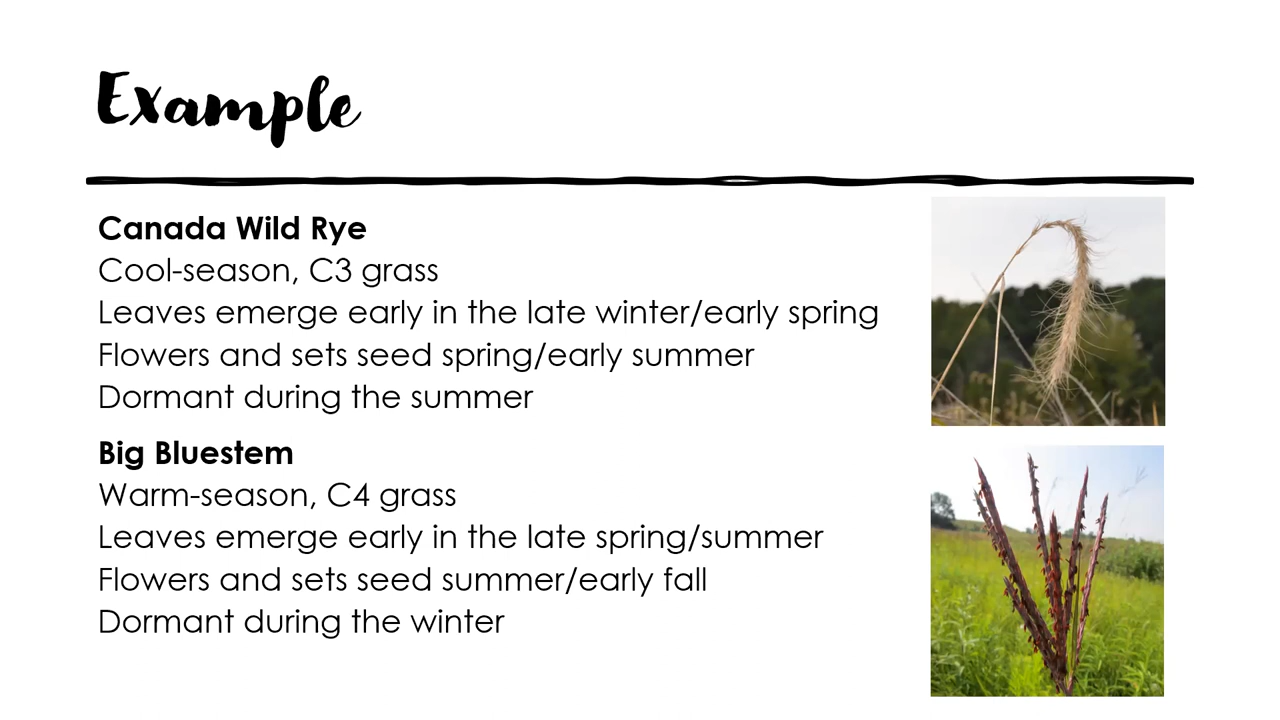 Example
Canada Wild Rye
Cool-season, C3 grass
Leaves emerge early in the late winter/early spring
Flowers and sets seed spring/early summer
Dormant during the summer
Big Bluestem
Warm-season, C4 grass
Leaves emerge early in the late spring/summer
Flowers and sets seed summer/early fall
Dormant during the winter